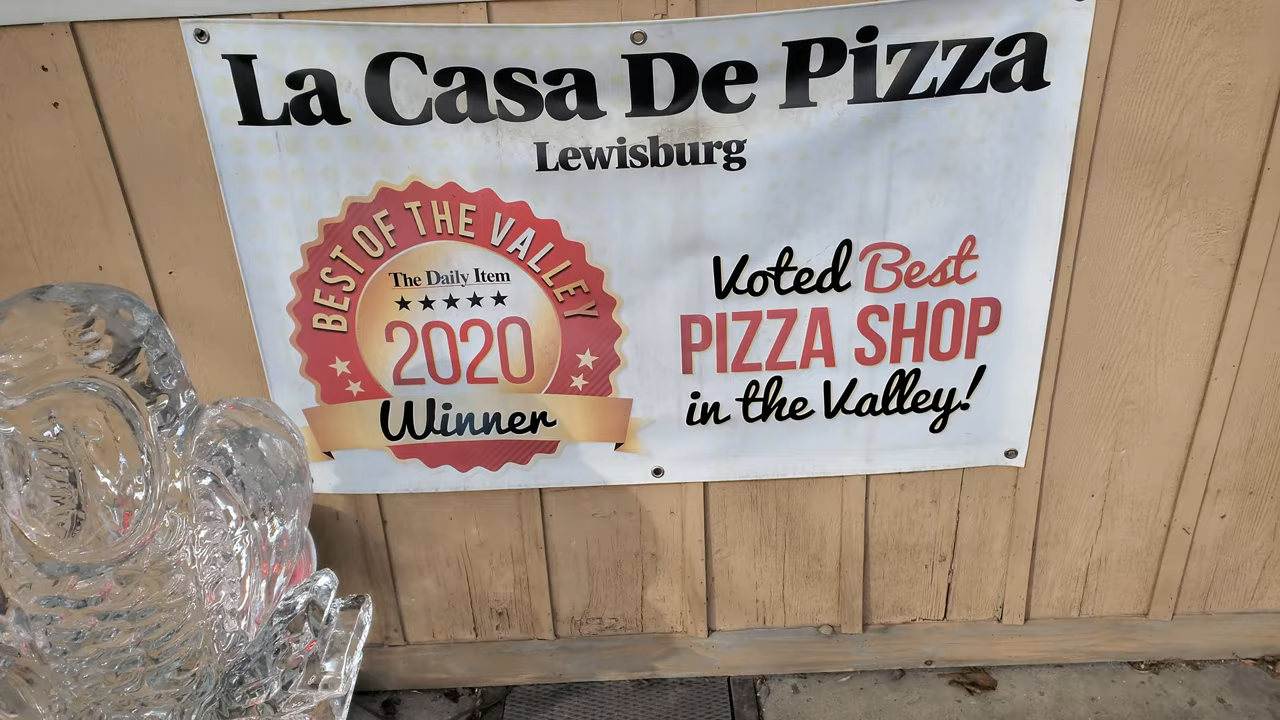 La Casa De Pizza
Lewisburg
BEST OF THE VALLEY
The Daily Item
2020
Winner
Voted Best
PIZZA SHOP
in the Valley!